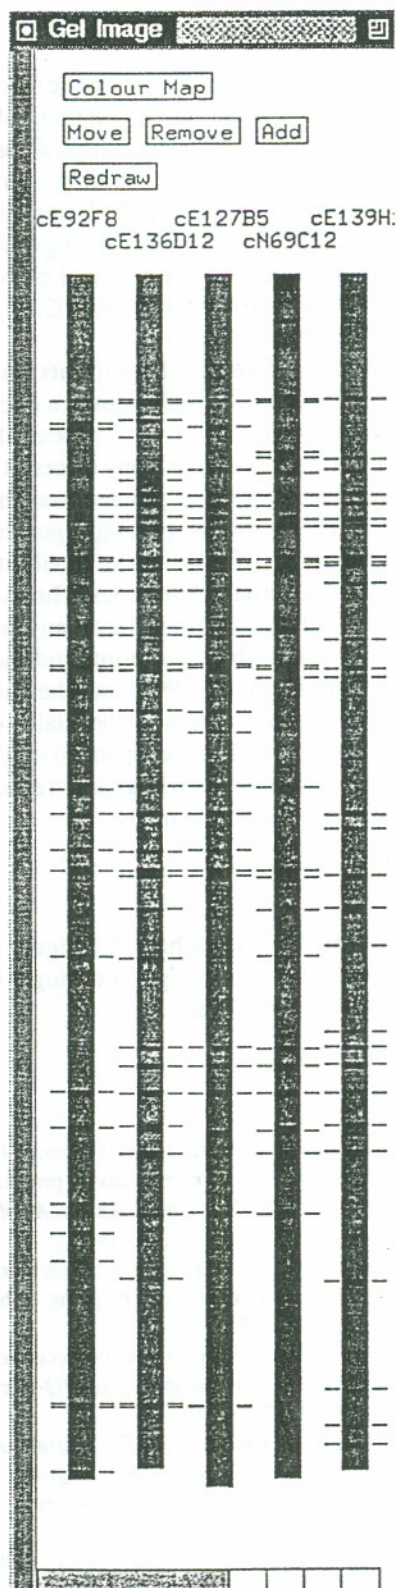 Gel Image
Colour Map
Move Remove Add
Redraw
cE92F8 cE127B5 cE139H
cE136D12 cN69C12